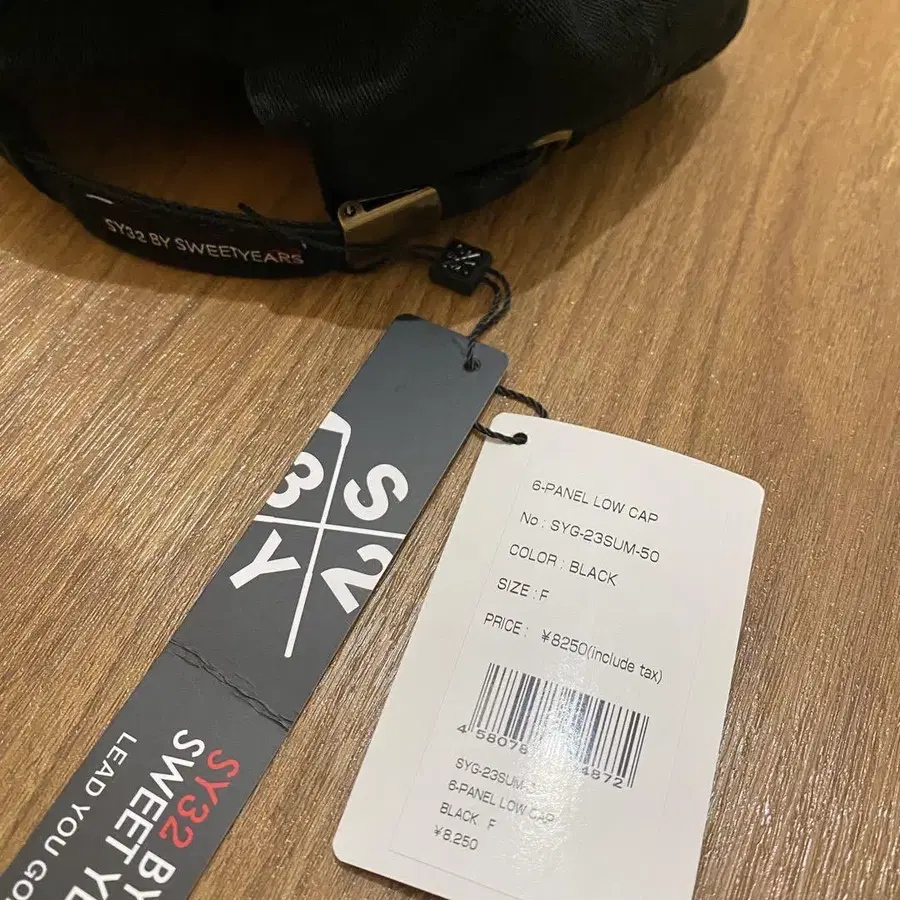 SY32 BY SWEETYEARS
S
3
Y
2
SY32 BY
SWEET YE
LEAD YOU GO
6-PANEL LOW CAP
No : SYG-23SUM-50
COLOR : BLACK
SIZE : F
PRICE : ¥8250(include tax)
4 58078 4872
SYG-23SUM-
6-PANEL LOW CAP
BLACK F
¥8,250